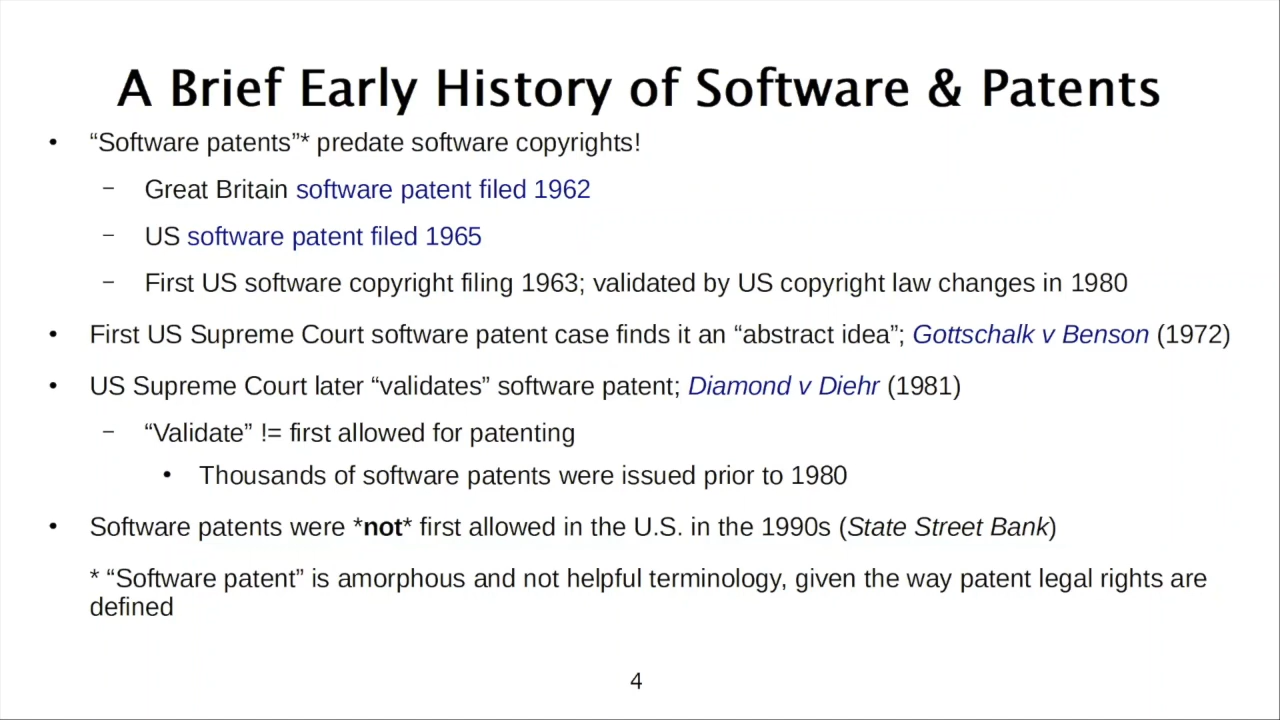 A Brief Early History of Software & Patents
• “Software patents”* predate software copyrights!
– Great Britain software patent filed 1962
– US software patent filed 1965
– First US software copyright filing 1963; validated by US copyright law changes in 1980
• First US Supreme Court software patent case finds it an “abstract idea”; Gottschalk v Benson (1972)
• US Supreme Court later “validates” software patent; Diamond v Diehr (1981)
– “Validate” != first allowed for patenting
• Thousands of software patents were issued prior to 1980
• Software patents were *not* first allowed in the U.S. in the 1990s (State Street Bank)
* “Software patent” is amorphous and not helpful terminology, given the way patent legal rights are
defined
4